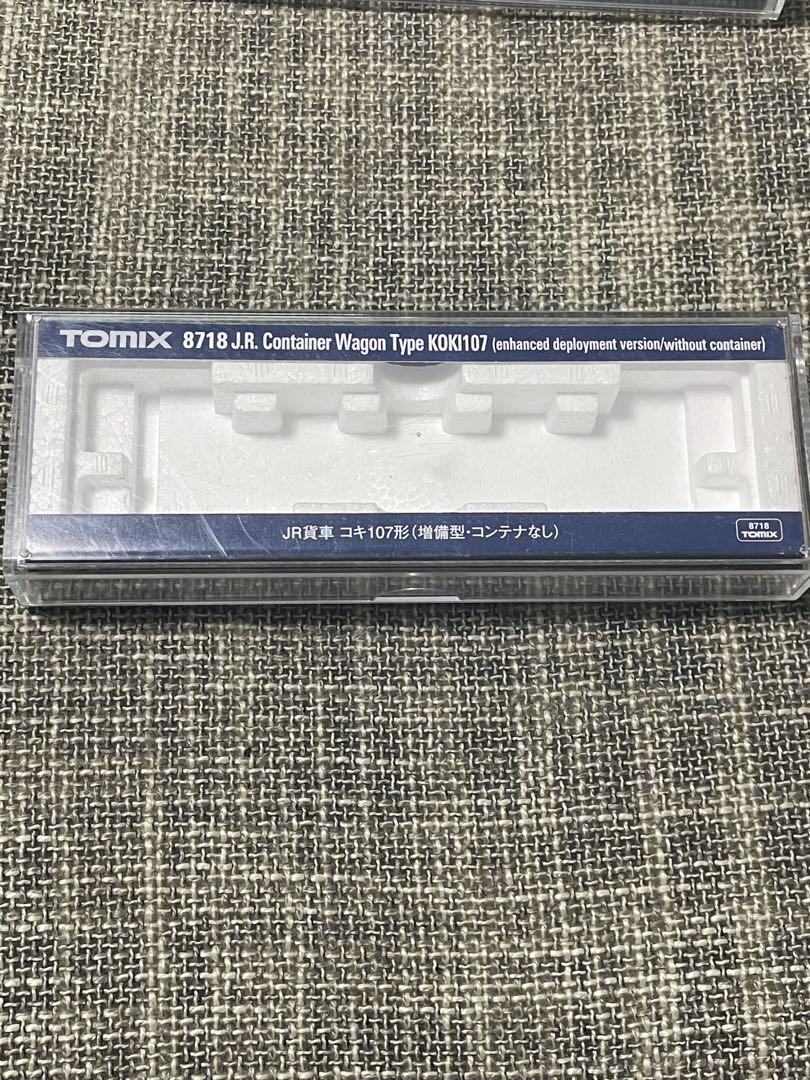 TOMIX 8718 J.R. Container Wagon Type KOKI107 (enhanced deployment version/without container)
JR貨車 コキ107形(増備型・コンテナなし)
8718
TOMIX